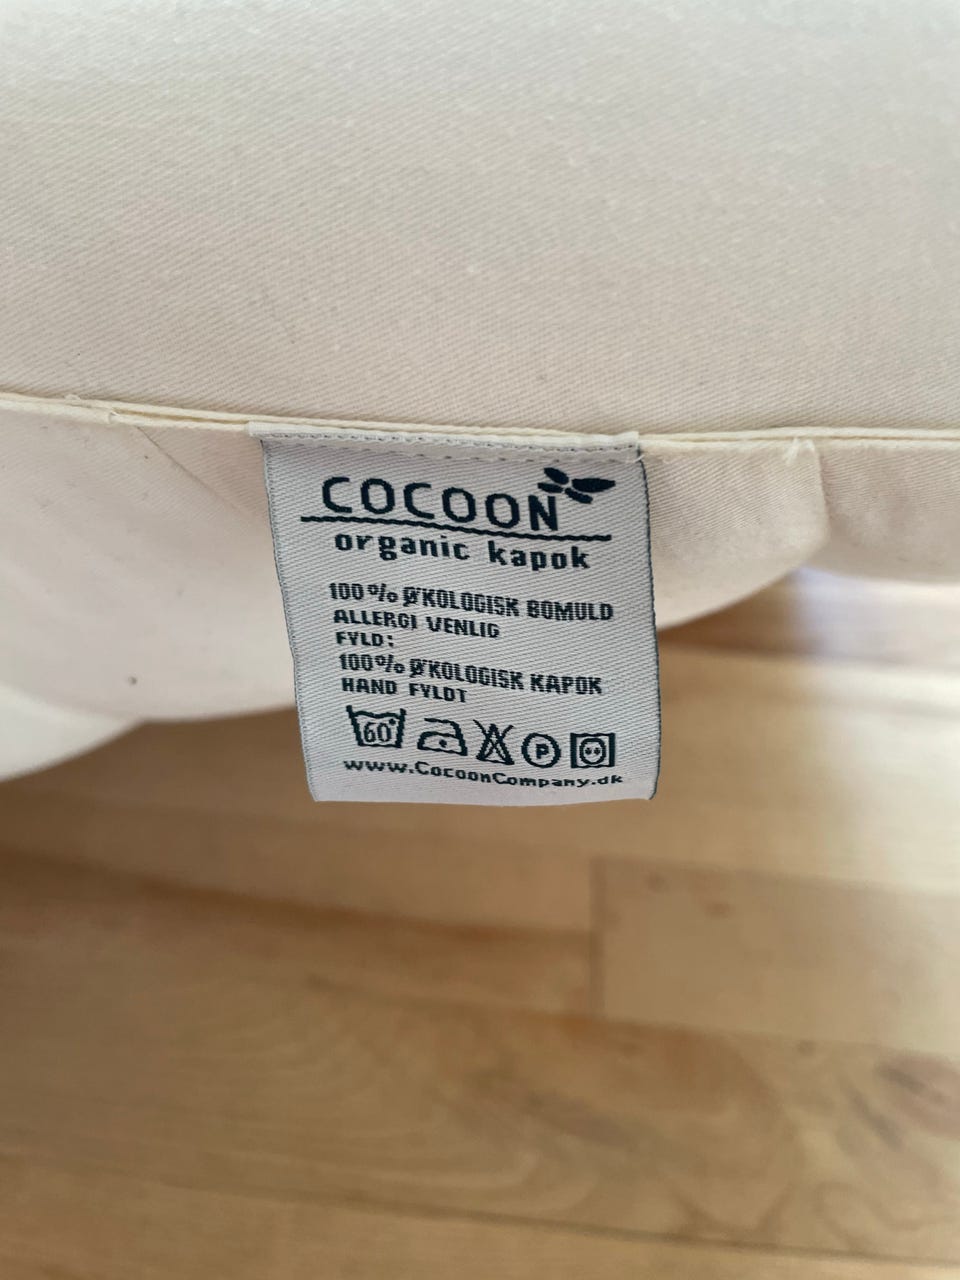 COCOON
organic kapok
100% ØKOLOGISK BOMULD
ALLERGI VENLIG
FYLD:
100% ØKOLOGISK KAPOK
HAND FYLDT
60°
P
www.CocoonCompany.dk